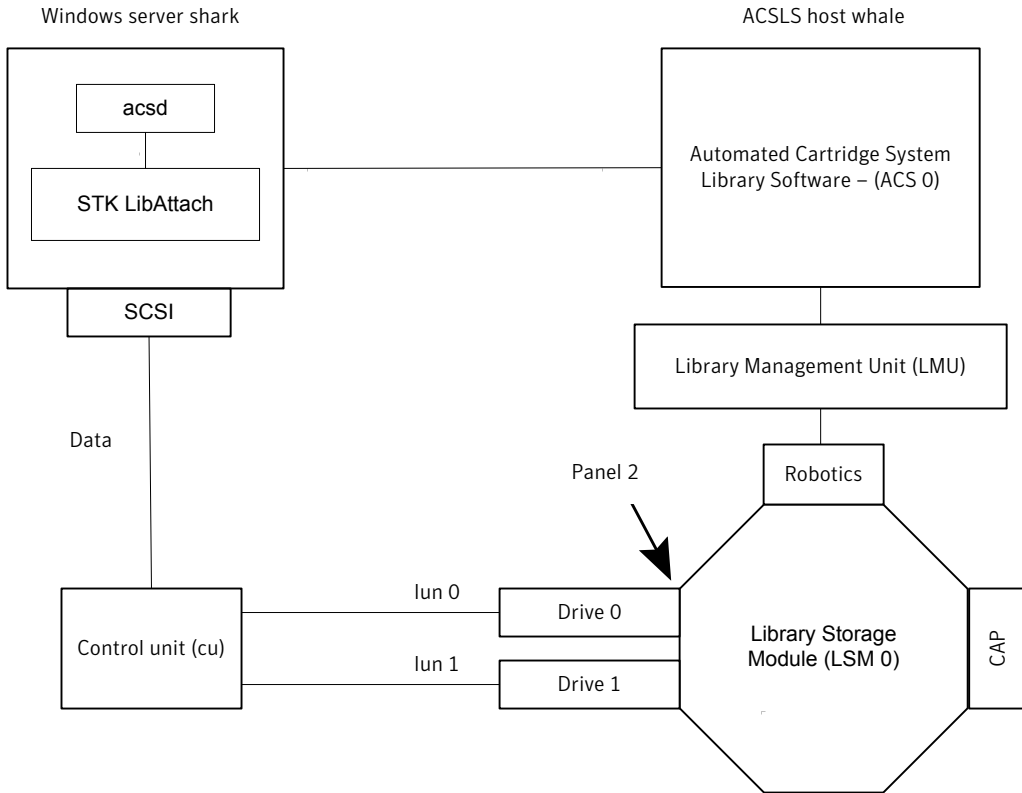 Windows server shark
ACSLS host whale
acsd
STK LibAttach
SCSI
Automated Cartridge System
Library Software – (ACS 0)
Library Management Unit (LMU)
Data
Panel 2
Robotics
Control unit (cu)
lun 0
Drive 0
lun 1
Drive 1
Library Storage
Module (LSM 0)
CAP